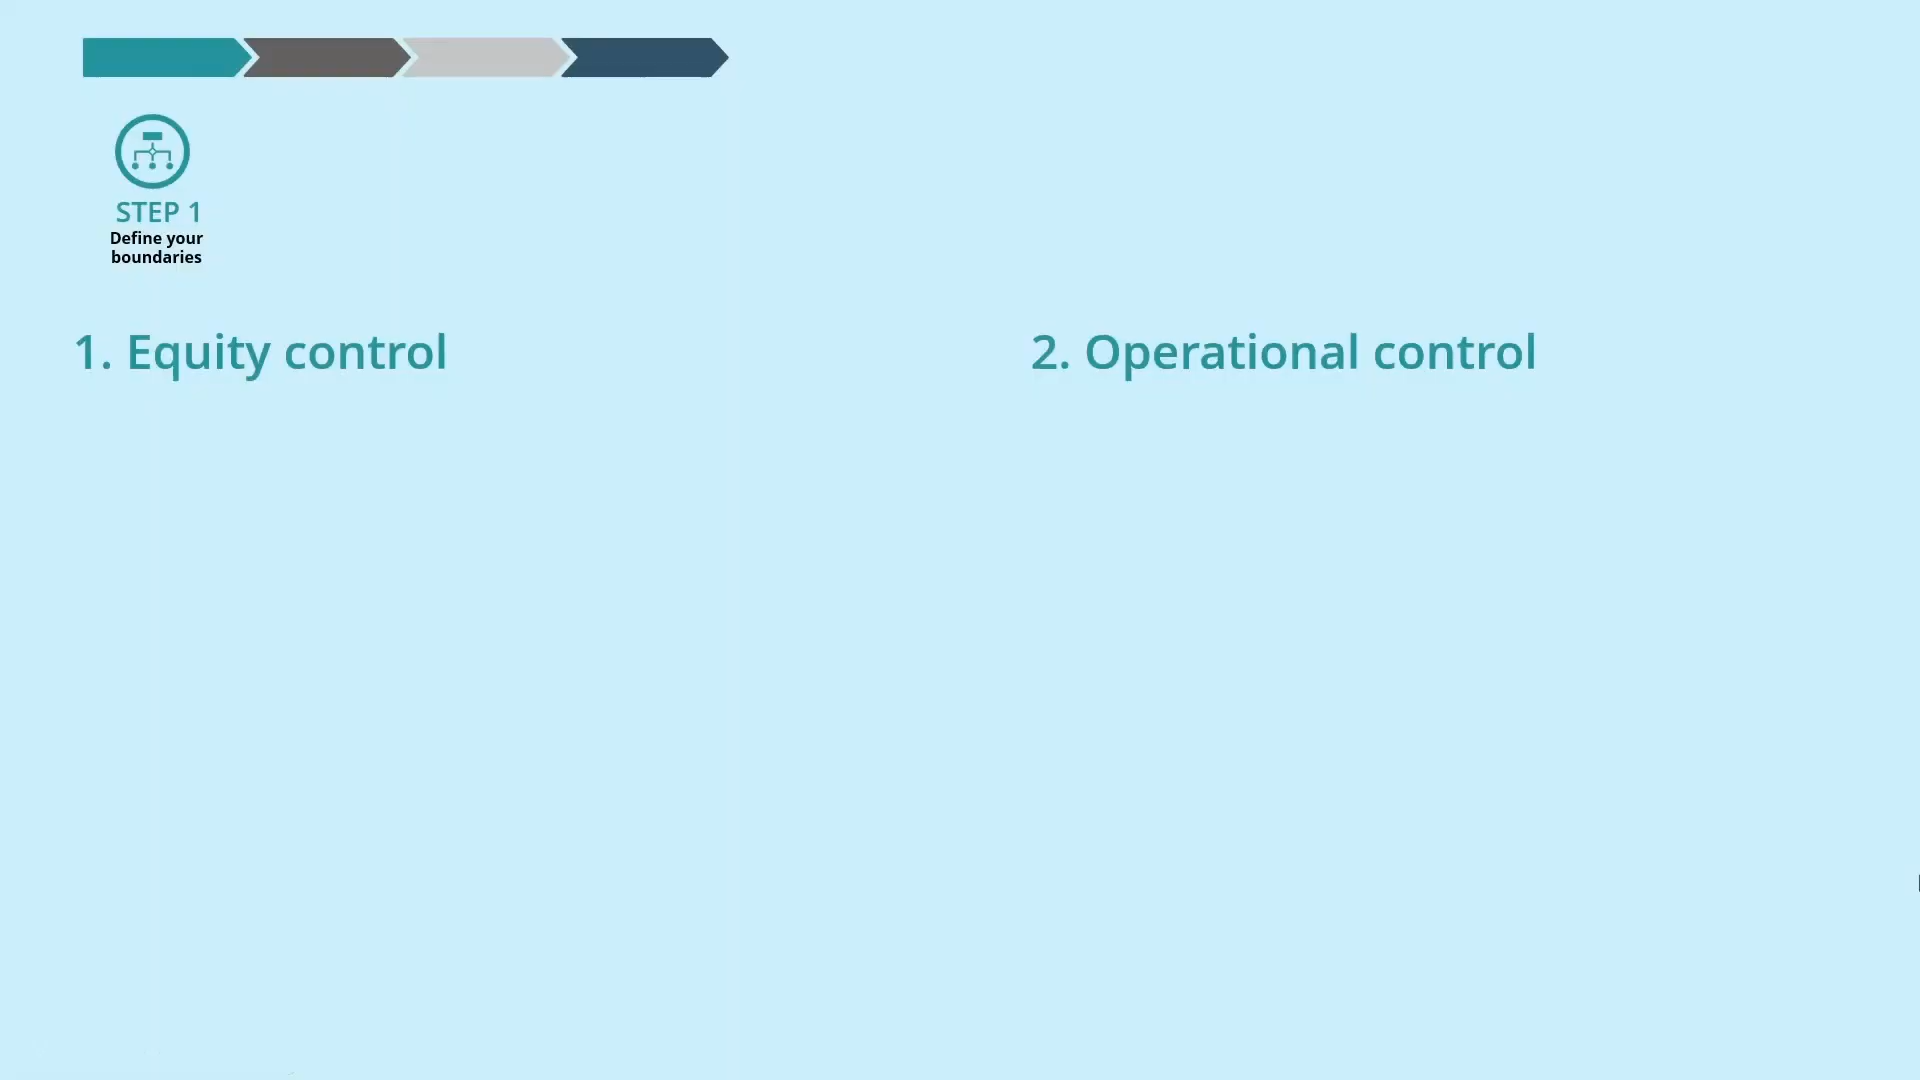 STEP 1
Define your
boundaries
1. Equity control
2. Operational control